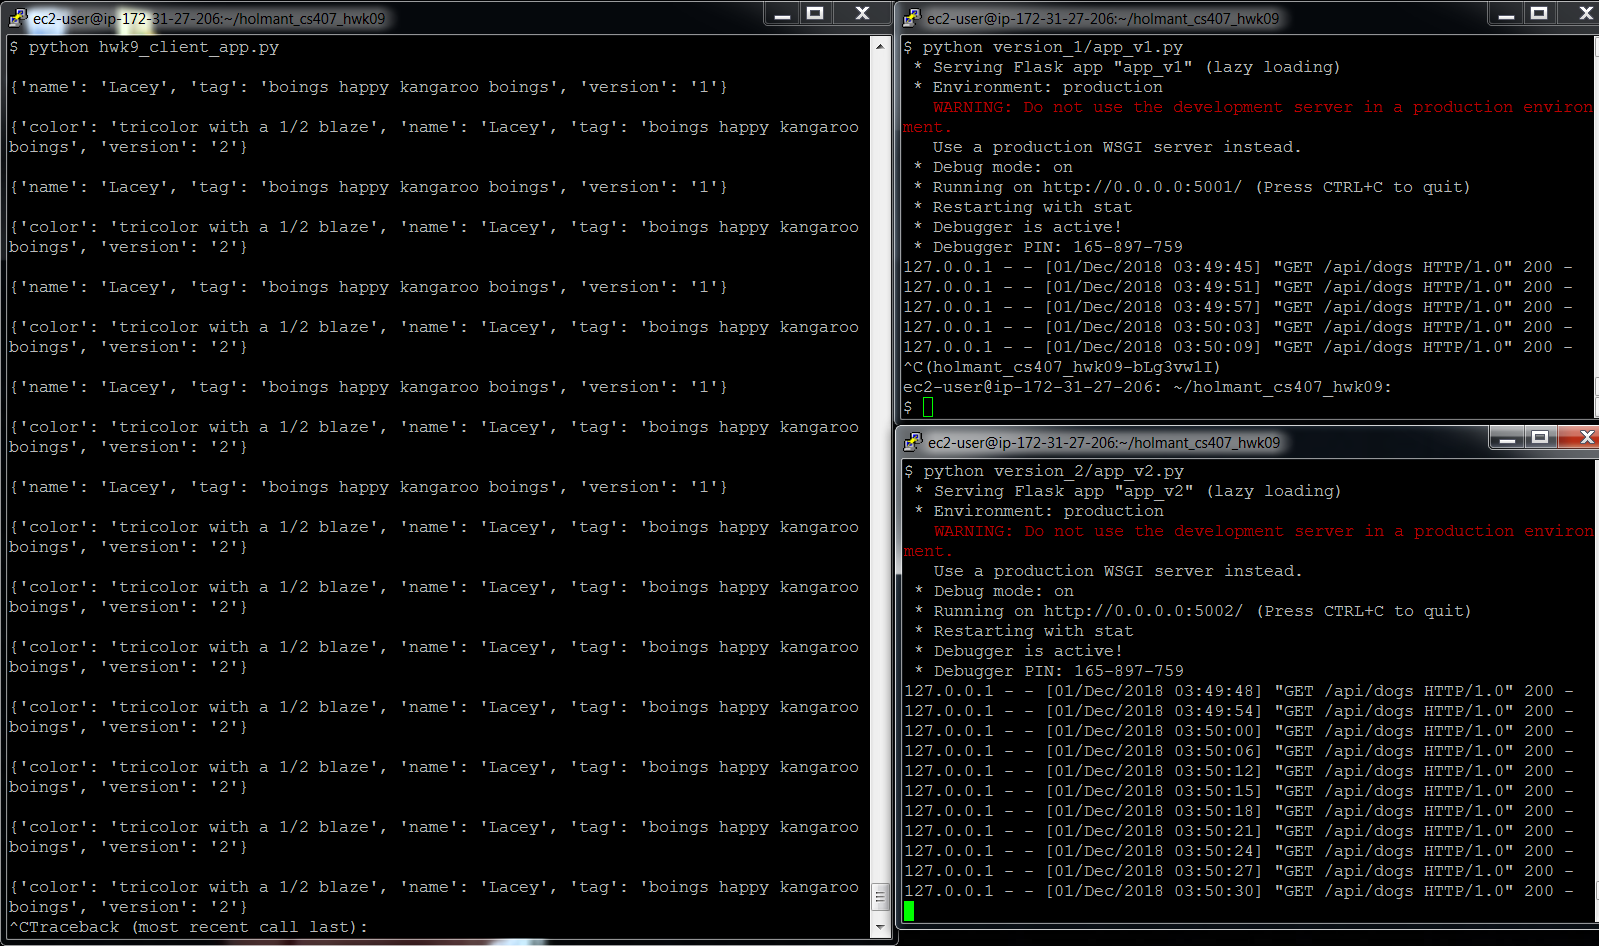 ec2-user@ip-172-31-27-206:~/holmant_cs407_hwk09
$ python hwk9_client_app.py
{'name': 'Lacey', 'tag': 'boings happy kangaroo boings', 'version': '1'}
{'color': 'tricolor with a 1/2 blaze', 'name': 'Lacey', 'tag': 'boings happy kangaroo
boings', 'version': '2'}
{'name': 'Lacey', 'tag': 'boings happy kangaroo boings', 'version': '1'}
{'color': 'tricolor with a 1/2 blaze', 'name': 'Lacey', 'tag': 'boings happy kangaroo
boings', 'version': '2'}
{'name': 'Lacey', 'tag': 'boings happy kangaroo boings', 'version': '1'}
{'color': 'tricolor with a 1/2 blaze', 'name': 'Lacey', 'tag': 'boings happy kangaroo
boings', 'version': '2'}
{'name': 'Lacey', 'tag': 'boings happy kangaroo boings', 'version': '1'}
{'color': 'tricolor with a 1/2 blaze', 'name': 'Lacey', 'tag': 'boings happy kangaroo
boings', 'version': '2'}
{'name': 'Lacey', 'tag': 'boings happy kangaroo boings', 'version': '1'}
{'color': 'tricolor with a 1/2 blaze', 'name': 'Lacey', 'tag': 'boings happy kangaroo
boings', 'version': '2'}
{'color': 'tricolor with a 1/2 blaze', 'name': 'Lacey', 'tag': 'boings happy kangaroo
boings', 'version': '2'}
{'color': 'tricolor with a 1/2 blaze', 'name': 'Lacey', 'tag': 'boings happy kangaroo
boings', 'version': '2'}
{'color': 'tricolor with a 1/2 blaze', 'name': 'Lacey', 'tag': 'boings happy kangaroo
boings', 'version': '2'}
{'color': 'tricolor with a 1/2 blaze', 'name': 'Lacey', 'tag': 'boings happy kangaroo
boings', 'version': '2'}
{'color': 'tricolor with a 1/2 blaze', 'name': 'Lacey', 'tag': 'boings happy kangaroo
boings', 'version': '2'}
{'color': 'tricolor with a 1/2 blaze', 'name': 'Lacey', 'tag': 'boings happy kangaroo
boings', 'version': '2'}
^CTraceback (most recent call last):
ec2-user@ip-172-31-27-206:~/holmant_cs407_hwk09
$ python version_1/app_v1.py
* Serving Flask app "app_v1" (lazy loading)
* Environment: production
WARNING: Do not use the development server in a production environ
ment.
Use a production WSGI server instead.
* Debug mode: on
* Running on http://0.0.0.0:5001/ (Press CTRL+C to quit)
* Restarting with stat
* Debugger is active!
* Debugger PIN: 165-897-759
127.0.0.1 - - [01/Dec/2018 03:49:45] "GET /api/dogs HTTP/1.0" 200 -
127.0.0.1 - - [01/Dec/2018 03:49:51] "GET /api/dogs HTTP/1.0" 200 -
127.0.0.1 - - [01/Dec/2018 03:49:57] "GET /api/dogs HTTP/1.0" 200 -
127.0.0.1 - - [01/Dec/2018 03:50:03] "GET /api/dogs HTTP/1.0" 200 -
127.0.0.1 - - [01/Dec/2018 03:50:09] "GET /api/dogs HTTP/1.0" 200 -
^C(holmant_cs407_hwk09-bLg3vw1I)
ec2-user@ip-172-31-27-206: ~/holmant_cs407_hwk09:
$
ec2-user@ip-172-31-27-206:~/holmant_cs407_hwk09
$ python version_2/app_v2.py
* Serving Flask app "app_v2" (lazy loading)
* Environment: production
WARNING: Do not use the development server in a production environ
ment.
Use a production WSGI server instead.
* Debug mode: on
* Running on http://0.0.0.0:5002/ (Press CTRL+C to quit)
* Restarting with stat
* Debugger is active!
* Debugger PIN: 165-897-759
127.0.0.1 - - [01/Dec/2018 03:49:48] "GET /api/dogs HTTP/1.0" 200 -
127.0.0.1 - - [01/Dec/2018 03:49:54] "GET /api/dogs HTTP/1.0" 200 -
127.0.0.1 - - [01/Dec/2018 03:50:00] "GET /api/dogs HTTP/1.0" 200 -
127.0.0.1 - - [01/Dec/2018 03:50:06] "GET /api/dogs HTTP/1.0" 200 -
127.0.0.1 - - [01/Dec/2018 03:50:12] "GET /api/dogs HTTP/1.0" 200 -
127.0.0.1 - - [01/Dec/2018 03:50:15] "GET /api/dogs HTTP/1.0" 200 -
127.0.0.1 - - [01/Dec/2018 03:50:18] "GET /api/dogs HTTP/1.0" 200 -
127.0.0.1 - - [01/Dec/2018 03:50:21] "GET /api/dogs HTTP/1.0" 200 -
127.0.0.1 - - [01/Dec/2018 03:50:24] "GET /api/dogs HTTP/1.0" 200 -
127.0.0.1 - - [01/Dec/2018 03:50:27] "GET /api/dogs HTTP/1.0" 200 -
127.0.0.1 - - [01/Dec/2018 03:50:30] "GET /api/dogs HTTP/1.0" 200 -